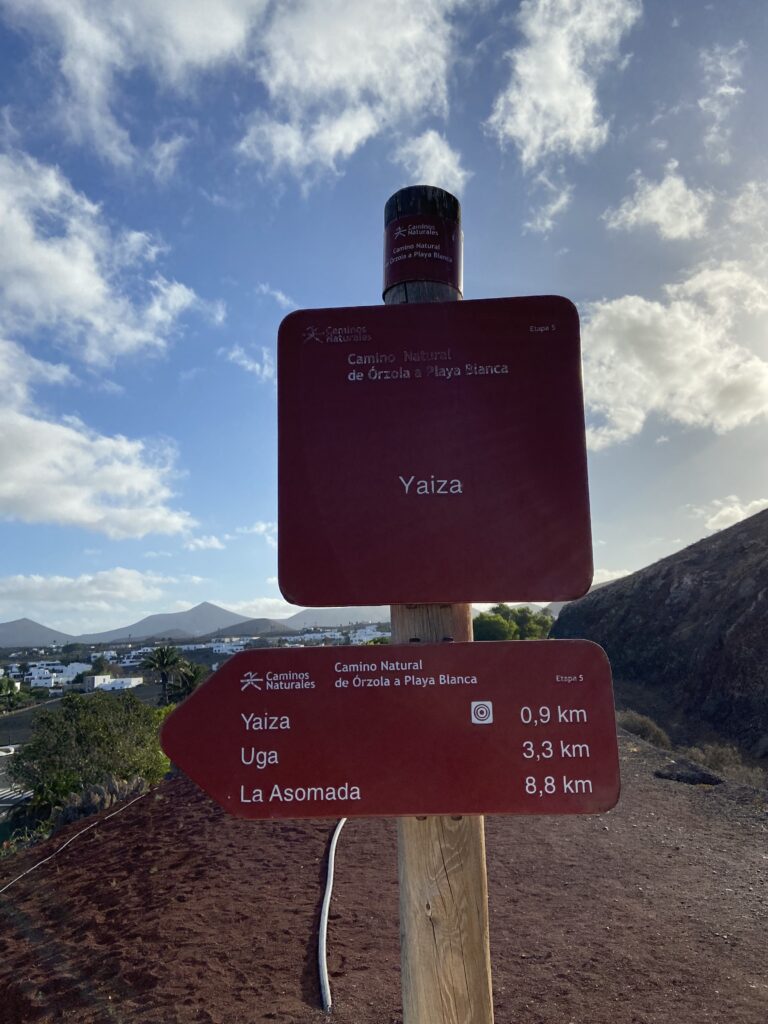 Caminos
Naturales
Camino Natural
de Órzola a Playa Blanca
Caminos
Naturales
Etapa 5
Camino Natural
de Órzola a Playa Blanca
Yaiza
Caminos
Naturales
Camino Natural
de Órzola a Playa Blanca
Etapa 5
Yaiza 0,9 km
Uga 3,3 km
La Asomada 8,8 km